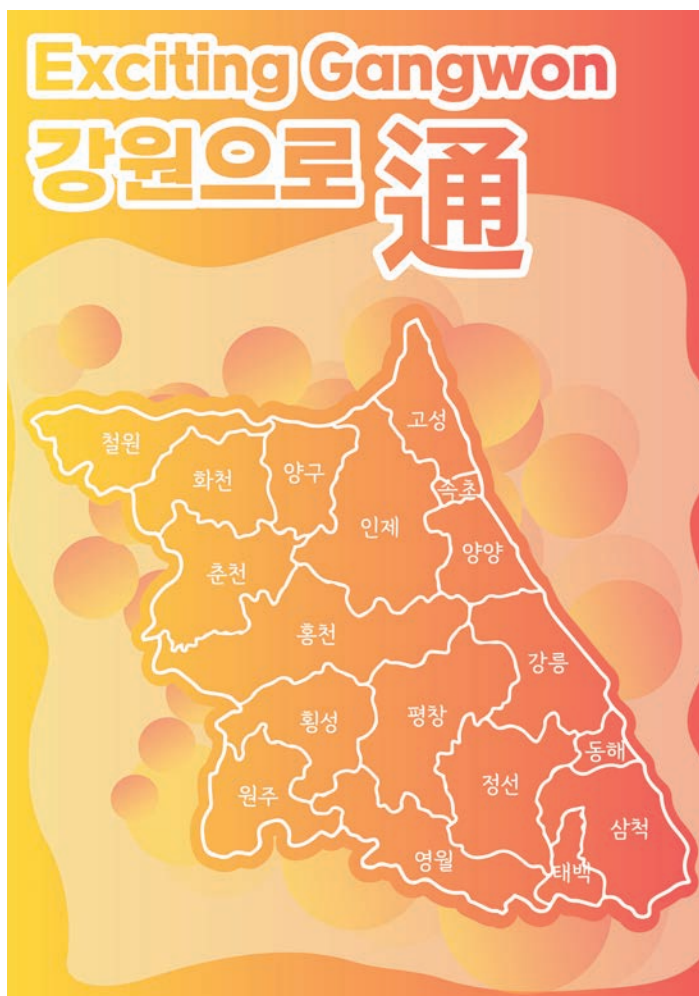 Exciting Gangwon
강원으로 通
고성
철원
화천
양구
속초
인제
양양
춘천
홍천
강릉
횡성
평창
동해
정선
원주
삼척
영월
태백